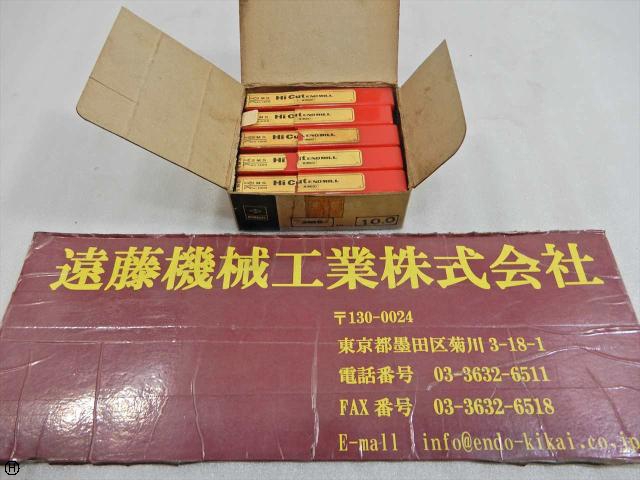 Hi Cut END MILL
Hi Cut END MILL
Hi Cut END MILL
Hi Cut END MILL
Hi Cut END MILL
10.0
遠藤機械工業株式会社
〒130-0024
東京都墨田区菊川 3-18-1
電話番号 03-3632-6511
FAX 番号 03-3632-6518
E-mail info@endo-kikai.co.jp
H